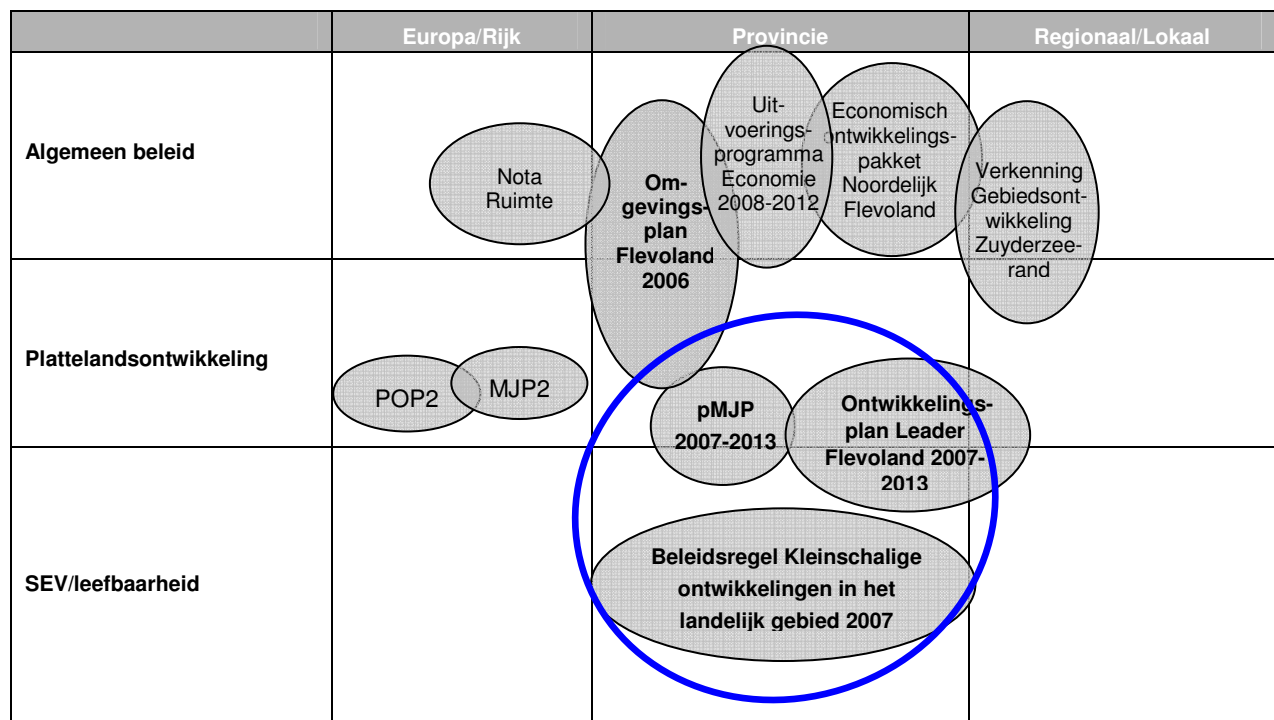 Europa/Rijk Provincie Regionaal/Lokaal
Algemeen beleid
Nota
Ruimte
Om-
gevings-
plan
Flevoland
2006
Uit-
voerings-
programma
Economie
2008-2012
Economisch
ontwikkelings-
pakket
Noordelijk
Flevoland
Verkenning
Gebiedsont-
wikkeling
Zuyderzee-
rand
Plattelandsontwikkeling
POP2
MJP2
pMJP
2007-2013
Ontwikkelings-
plan Leader
Flevoland 2007-
2013
SEV/leefbaarheid
Beleidsregel Kleinschalige
ontwikkelingen in het
landelijk gebied 2007